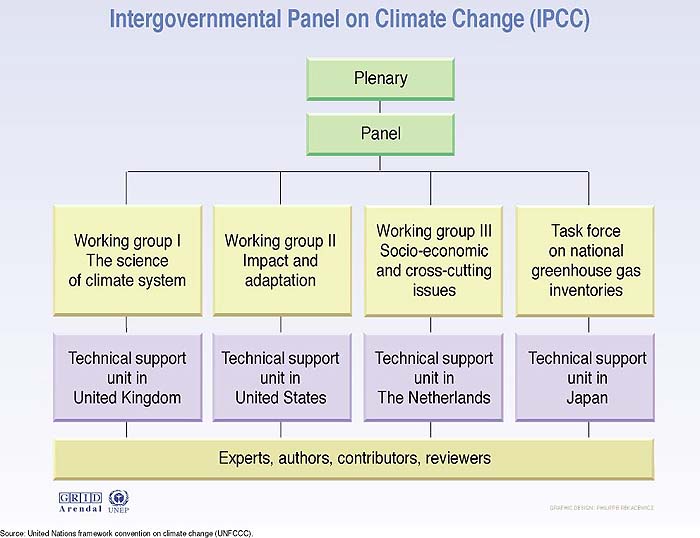 Intergovernmental Panel on Climate Change (IPCC)
Plenary
Panel
Working group I
The science
of climate system
Working group II
Impact and
adaptation
Working group III
Socio-economic
and cross-cutting
issues
Task force
on national
greenhouse gas
inventories
Technical support
unit in
United Kingdom
Technical support
unit in
United States
Technical support
unit in
The Netherlands
Technical support
unit in
Japan
Experts, authors, contributors, reviewers
GRID
Arendal
UNEP
GRAPHIC DESIGN : PHILIPPE REKACEWICZ
Source: United Nations framework convention on climate change (UNFCCC).